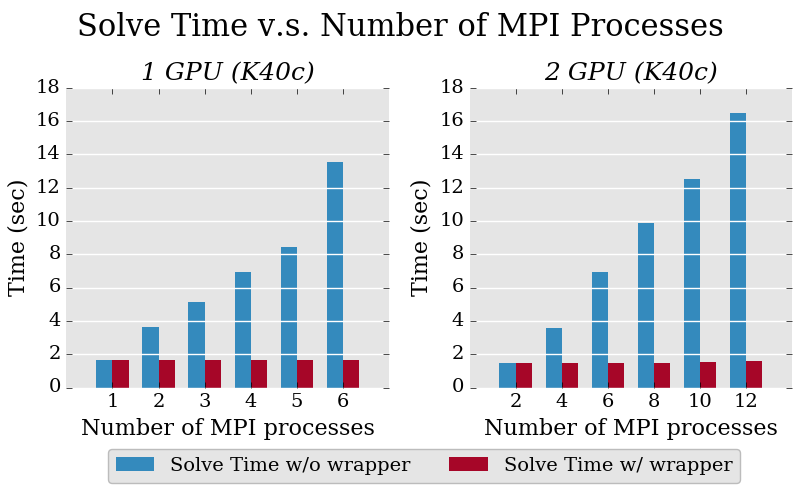 Solve Time v.s. Number of MPI Processes
1 GPU (K40c)
18
16
14
12
10
8
6
4
2
0
Time (sec)
1 2 3 4 5 6
Number of MPI processes
2 GPU (K40c)
18
16
14
12
10
8
6
4
2
0
Time (sec)
2 4 6 8 10 12
Number of MPI processes
Solve Time w/o wrapper
Solve Time w/ wrapper